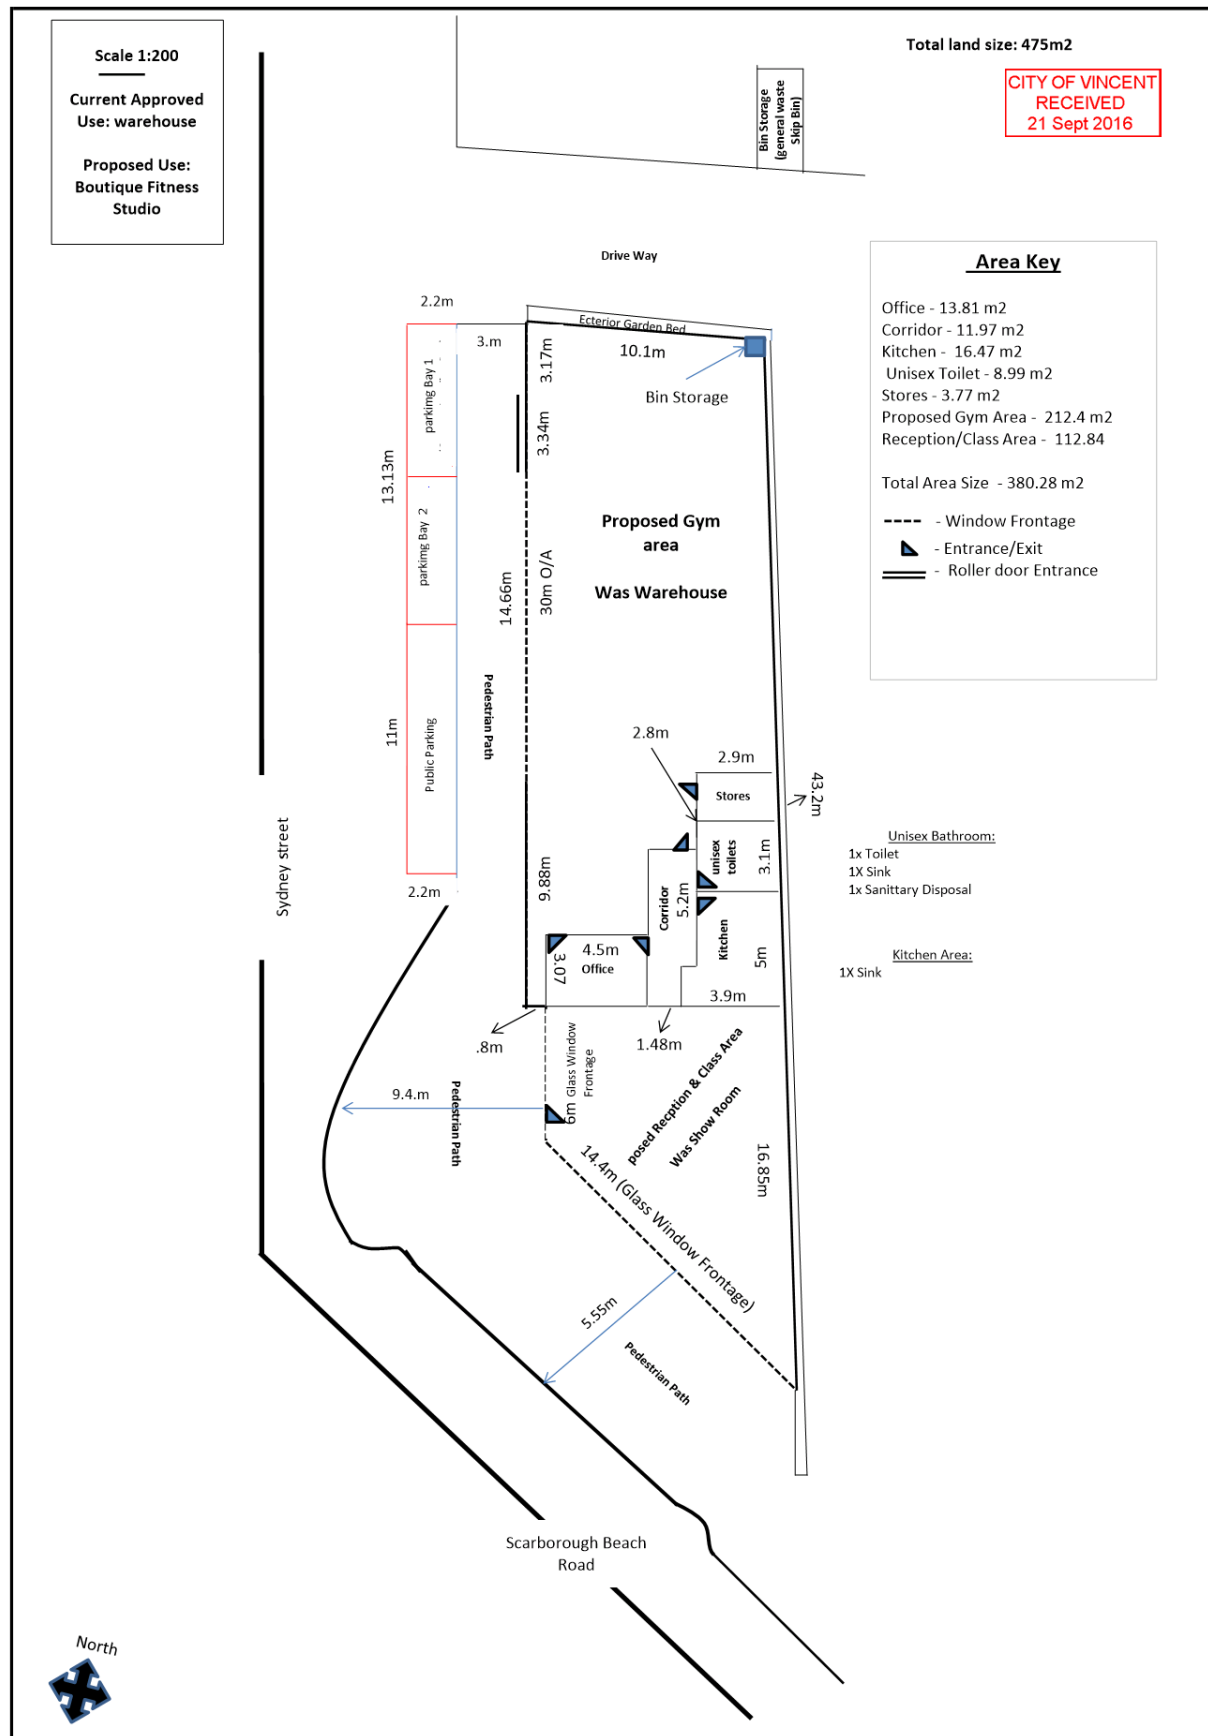 Scale 1:200
Current Approved
Use: warehouse
Proposed Use:
Boutique Fitness
Studio
Total land size: 475m2
CITY OF VINCENT
RECEIVED
21 Sept 2016
Bin Storage
(general waste
Skip Bin)
Drive Way
Area Key
Office - 13.81 m2
Corridor - 11.97 m2
Kitchen - 16.47 m2
Unisex Toilet - 8.99 m2
Stores - 3.77 m2
Proposed Gym Area - 212.4 m2
Reception/Class Area - 112.84
Total Area Size - 380.28 m2
- Window Frontage
- Entrance/Exit
- Roller door Entrance
2.2m
3.m
Ecterior Garden Bed
10.1m
3.17m
Bin Storage
parkimg Bay 1
3.34m
13.13m
parkimg Bay 2
Proposed Gym
area
Was Warehouse
30m O/A
14.66m
Pedestrian Path
11m
Public Parking
2.8m
2.9m
Stores
43.2m
Sydney street
unisex
toilets
3.1m
Unisex Bathroom:
1x Toilet
1X Sink
1x Sanittary Disposal
2.2m
9.88m
Corridor
5.2m
Kitchen
5m
Kitchen Area:
1X Sink
4.5m
Office
3.07
3.9m
.8m
1.48m
Glass Window
Frontage
6m
9.4.m
Pedestrian Path
posed Recption & Class Area
Was Show Room
16.85m
14.4m (Glass Window Frontage)
5.55m
Pedestrian Path
Scarborough Beach
Road
North